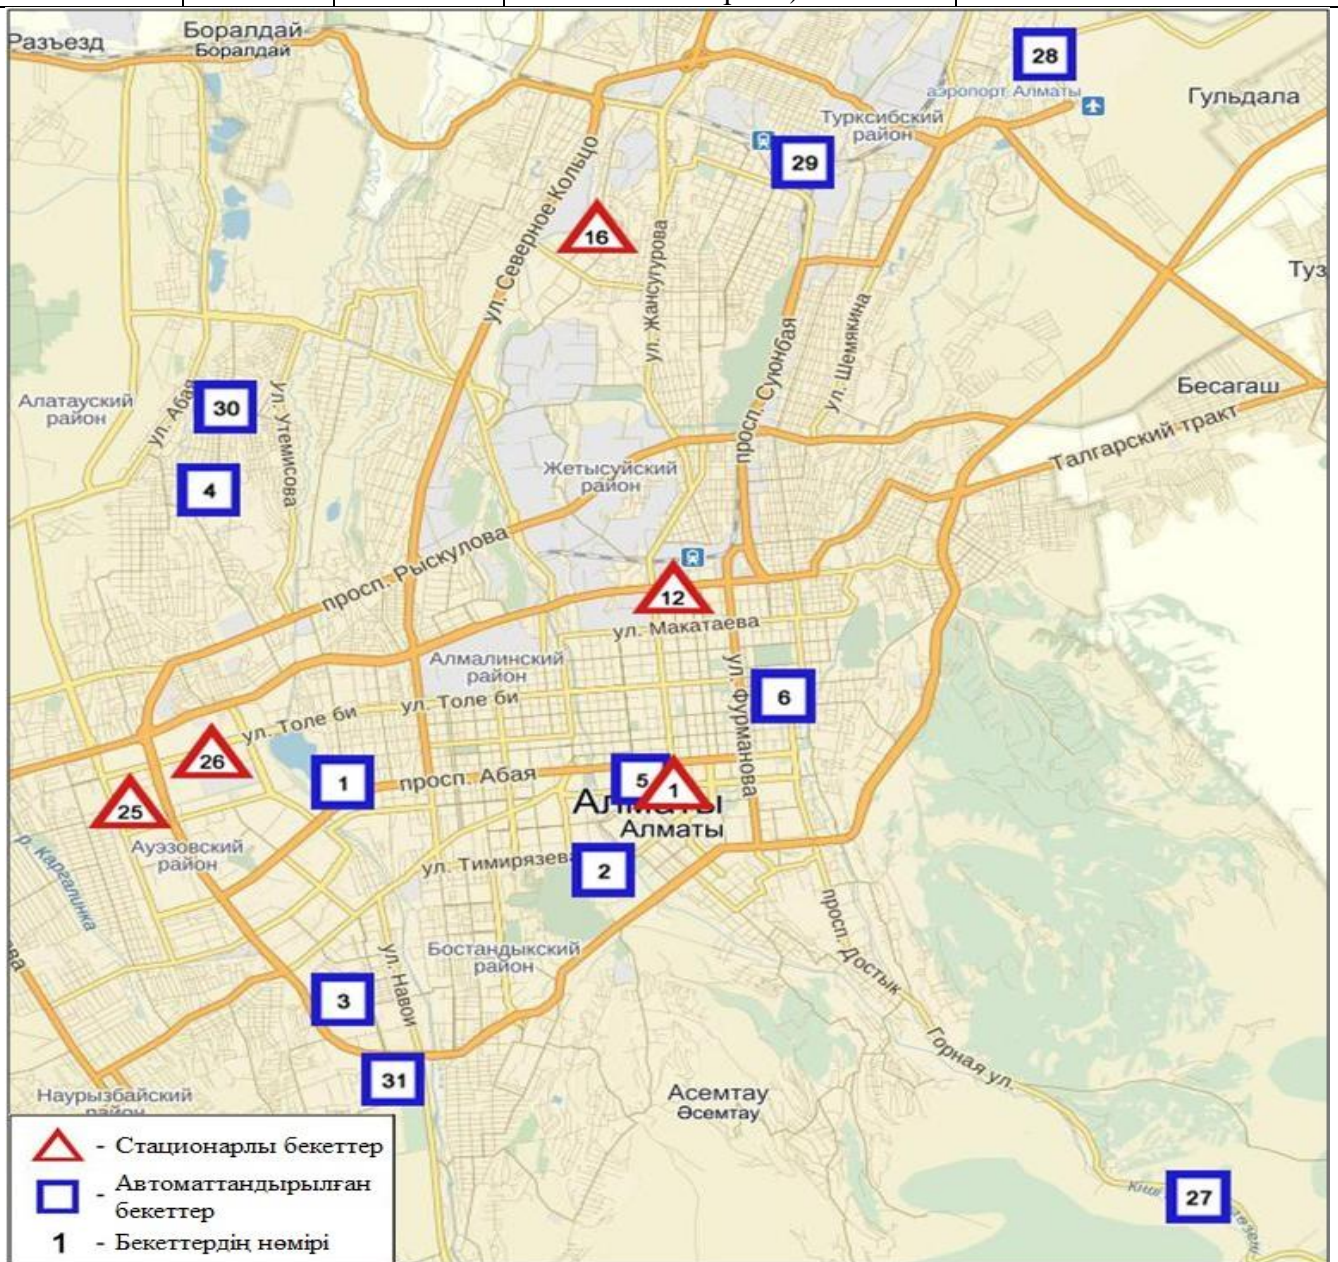 Разъезд
Боралдай
Боралдай
28
аэропорт Алматы
Гульдала
Турксибский
район
29
ул. Северное Кольцо
16
ул. Жансугурова
Туз
ул. Шемякина
просп. Суюнбая
Бесагаш
Алатауский
район
ул. Абая
30
ул. Утемисова
Талгарский тракт
Жетысуйский
район
4
просп. Рыскулова
12
ул. Макатаева
Алмалинский
район
ул. Фурманова
6
ул. Толе би
ул. Толе би
26
1
просп. Абая
5
1
25
Алматы
Алматы
Ауэзовский
район
р. Каргалинка
ул. Тимирязева
2
просп. Достык
Бостандыкский
район
ва
ул. Навои
3
Горная ул.
31
Асемтау
Әсемтау
Наурызбайский
район
27
- Стационарлы бекеттер
- Автоматтандырылған
бекеттер
1 - Бекеттердің нөмірі